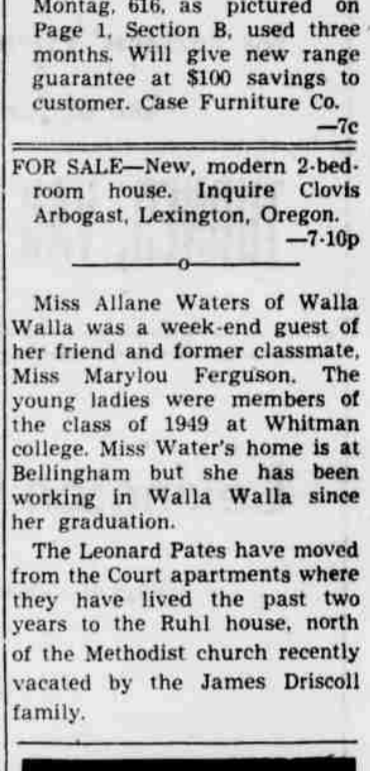 Montag, 616, as pictured on
Page 1, Section B, used three
months. Will give new range
guarantee at $100 savings to
customer. Case Furniture Co.
—7c
FOR SALE—New, modern 2-bed-
room house. Inquire Clovis
Arbogast, Lexington, Oregon.
—7-10p
Miss Allane Waters of Walla
Walla was a week-end guest of
her friend and former classmate,
Miss Marylou Ferguson. The
young ladies were members of
the class of 1949 at Whitman
college. Miss Water's home is at
Bellingham but she has been
working in Walla Walla since
her graduation.
The Leonard Pates have moved
from the Court apartments where
they have lived the past two
years to the Ruhl house, north
of the Methodist church recently
vacated by the James Driscoll
family.